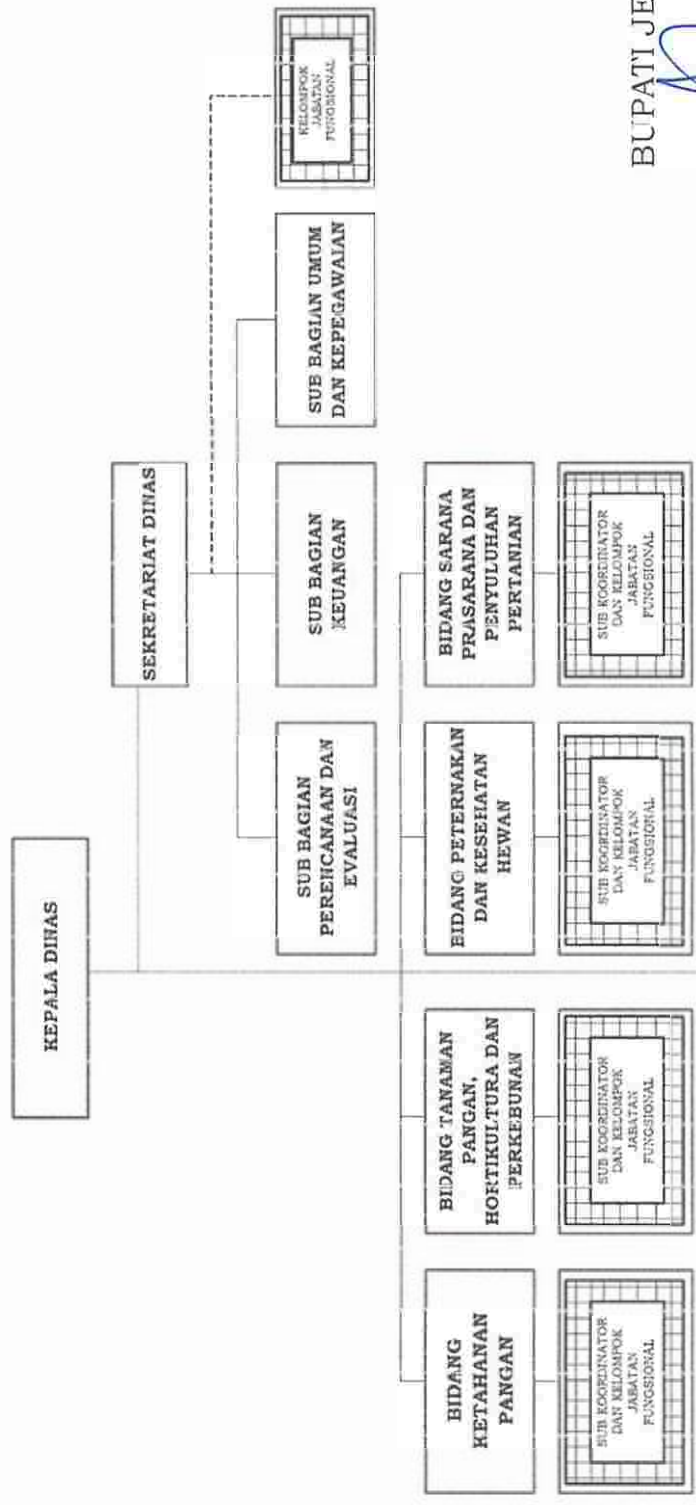 KEPALA DINAS
SEKRETARIAT DINAS
SUB BAGIAN
PERENCANAAN DAN
EVALUASI
SUB BAGIAN
KEUANGAN
SUB BAGIAN UMUM
DAN KEPEGAWAIAN
KELOMPOK
JABATAN
FUNGSIONAL
BIDANG
KETAHANAN
PANGAN
BIDANG TANAMAN
PANGAN,
HORTIKULTURA DAN
PERKEBUNAN
BIDANG PETERNAKAN
DAN KESEHATAN
HEWAN
BIDANG SARANA
PRASARANA DAN
PENYULUHAN
PERTANIAN
SUB KOORDINATOR
DAN KELOMPOK
JABATAN
FUNGSIONAL
SUB KOORDINATOR
DAN KELOMPOK
JABATAN
FUNGSIONAL
SUB KOORDINATOR
DAN KELOMPOK
JABATAN
FUNGSIONAL
SUB KOORDINATOR
DAN KELOMPOK
JABATAN
FUNGSIONAL
BUPATI JE